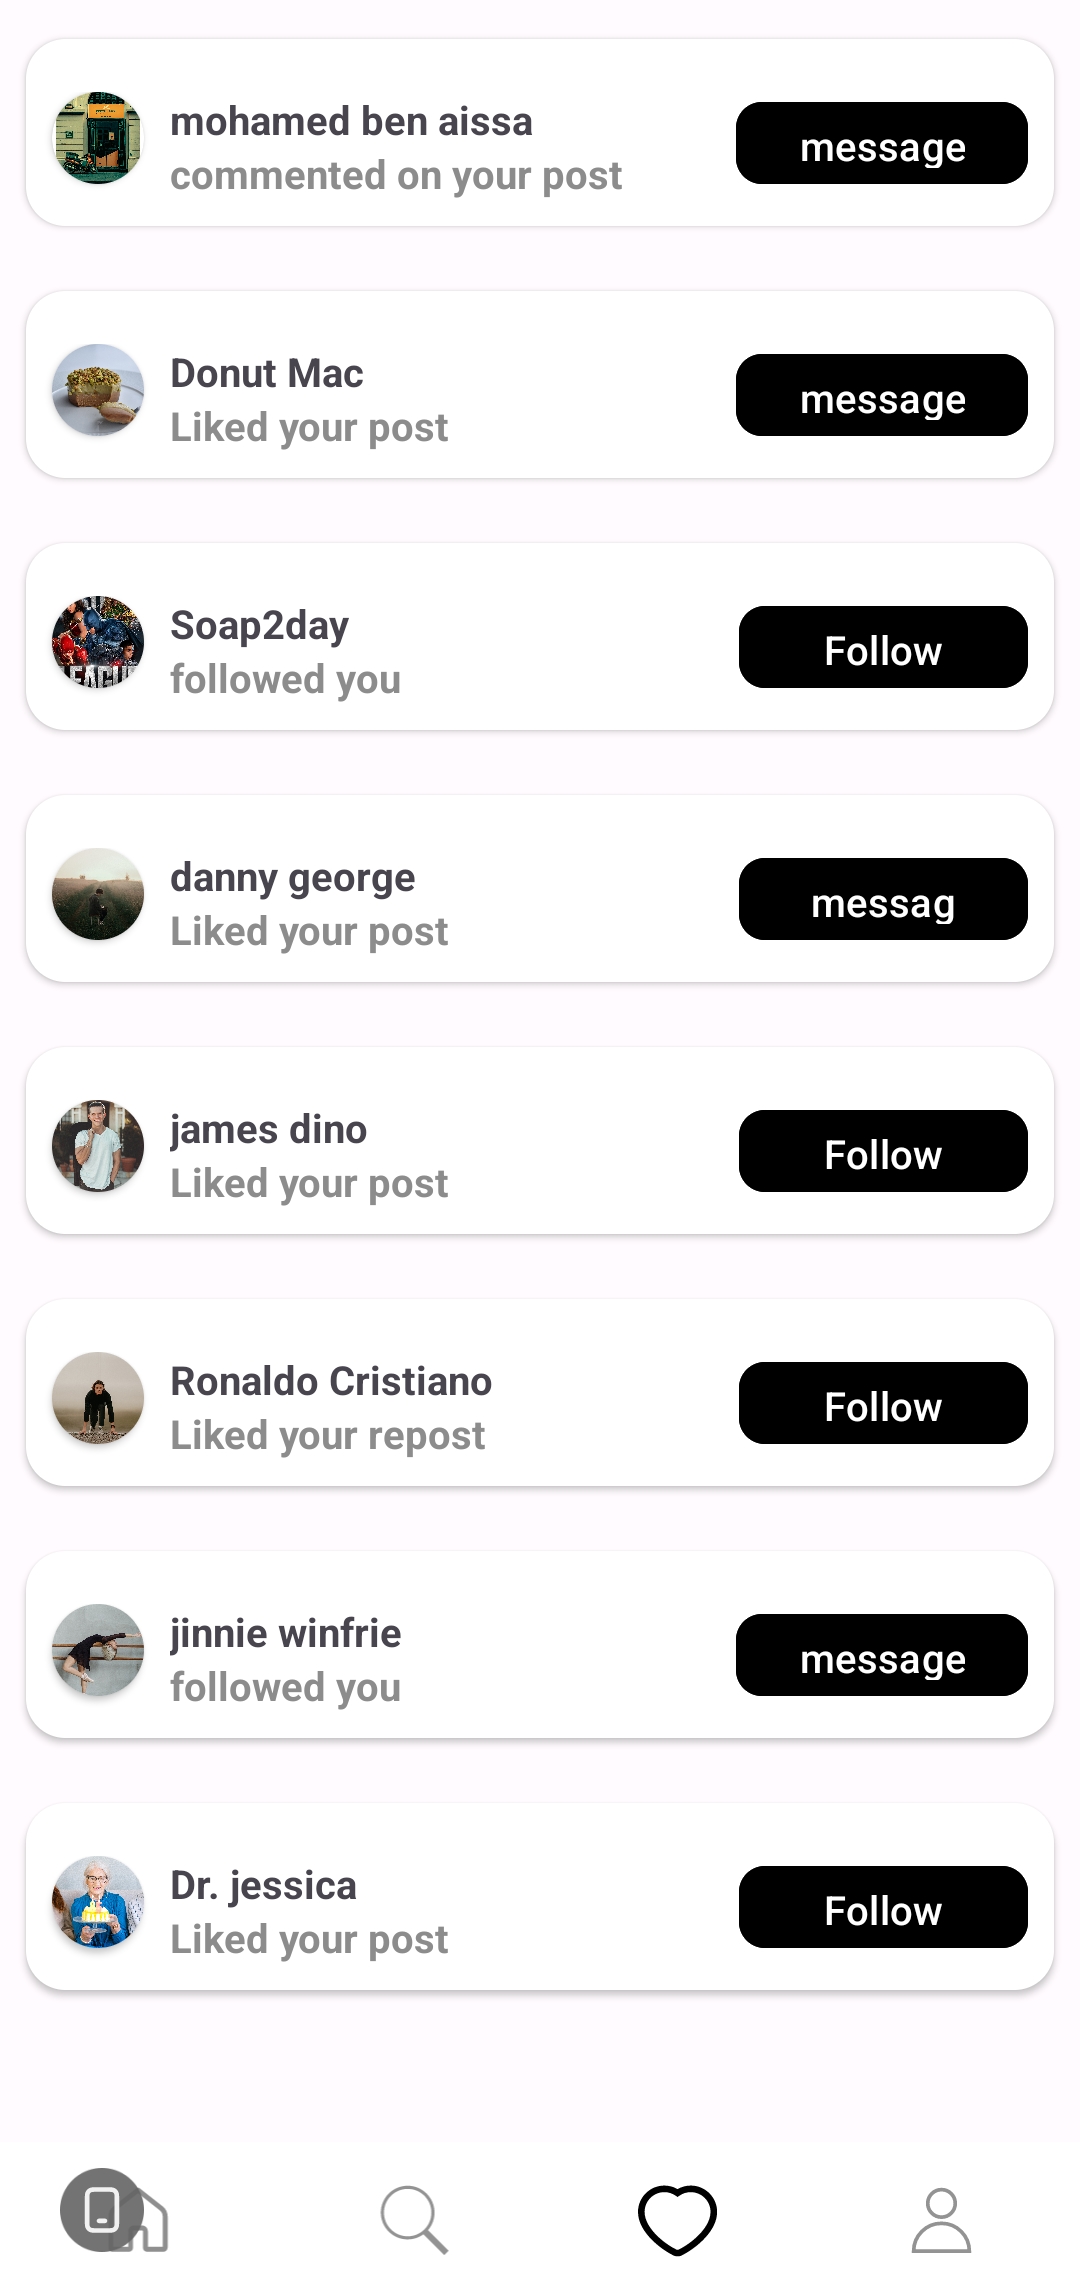 mohamed ben aissa
commented on your post
message
Donut Mac
Liked your post
message
Soap2day
followed you
Follow
danny george
Liked your post
messag
james dino
Liked your post
Follow
Ronaldo Cristiano
Liked your repost
Follow
jinnie winfrie
followed you
message
Dr. jessica
Liked your post
Follow